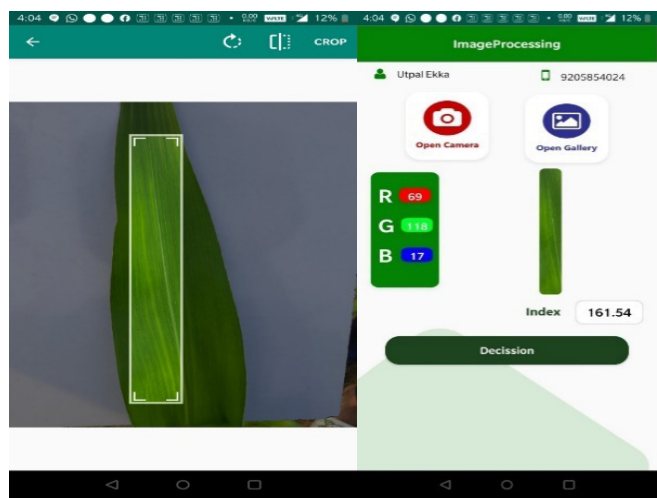 4:04
12%
CROP
4:04
12%
ImageProcessing
Utpal Ekka
9205854024
Open Camera
Open Gallery
R 69
G 118
B 17
Index 161.54
Decission